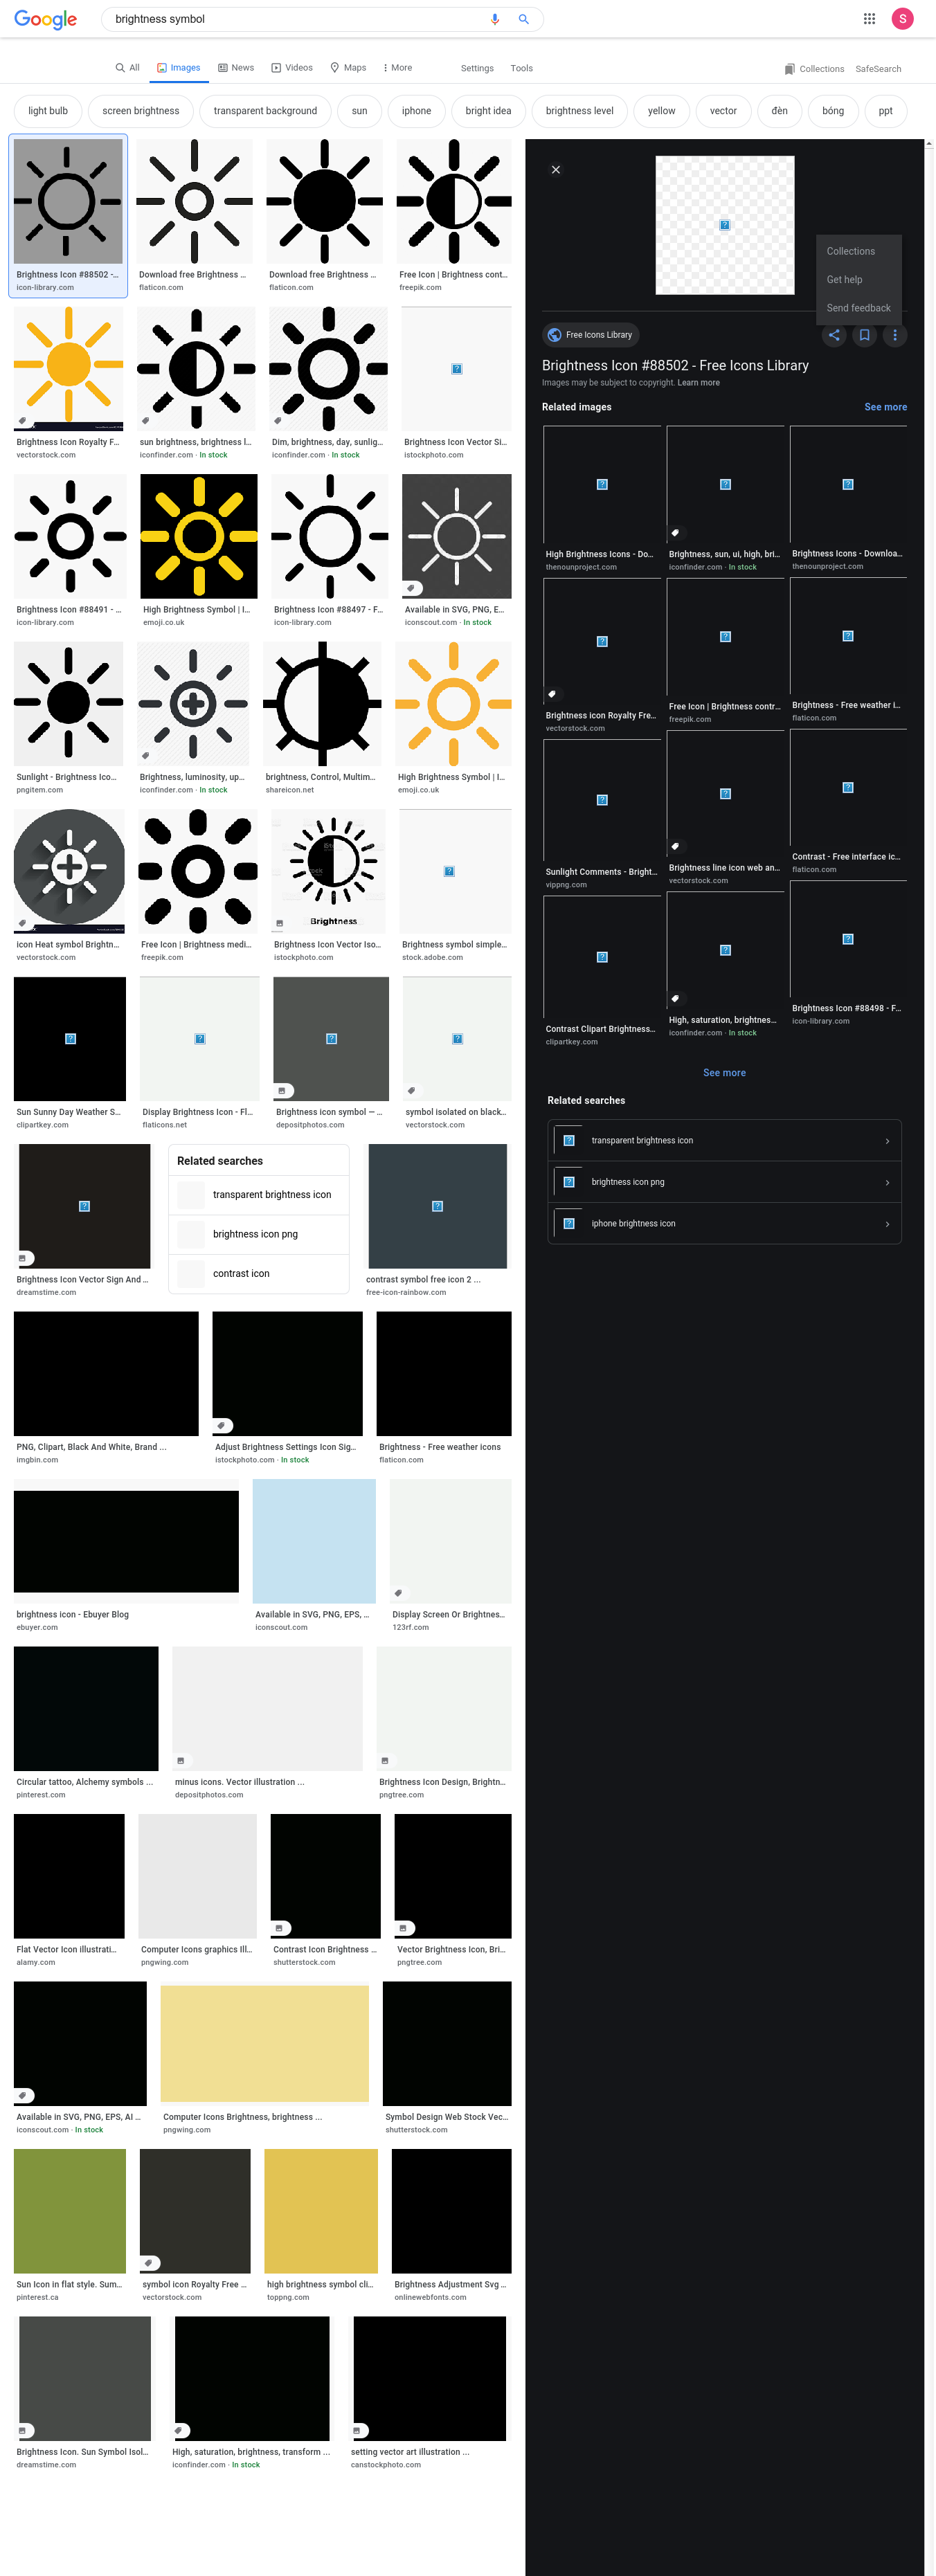 Google
brightness symbol
S
All
Images
News
Videos
Maps
More
Settings
Tools
Collections
SafeSearch
light bulb
screen brightness
transparent background
sun
iphone
bright idea
brightness level
yellow
vector
đèn
bóng
ppt
Brightness Icon #88502 -...
icon-library.com
Download free Brightness ...
flaticon.com
Download free Brightness ...
flaticon.com
Free Icon | Brightness cont...
freepik.com
Brightness Icon Royalty F...
vectorstock.com
sun brightness, brightness l...
iconfinder.com · In stock
Dim, brightness, day, sunlig...
iconfinder.com · In stock
Brightness Icon Vector Si...
istockphoto.com
Brightness Icon #88491 - ...
icon-library.com
High Brightness Symbol | I...
emoji.co.uk
Brightness Icon #88497 - F...
icon-library.com
Available in SVG, PNG, E...
iconscout.com · In stock
Sunlight - Brightness Ico...
pngitem.com
Brightness, luminosity, up...
iconfinder.com · In stock
brightness, Control, Multim...
shareicon.net
High Brightness Symbol | I...
emoji.co.uk
icon Heat symbol Brightn...
vectorstock.com
Free Icon | Brightness medi...
freepik.com
Brightness
Brightness Icon Vector Iso...
istockphoto.com
Brightness symbol simple...
stock.adobe.com
Sun Sunny Day Weather S...
clipartkey.com
Display Brightness Icon - Fl...
flaticons.net
Brightness icon symbol — ...
depositphotos.com
symbol isolated on black...
vectorstock.com
Brightness Icon Vector Sign And ...
dreamstime.com
Related searches
transparent brightness icon
brightness icon png
contrast icon
contrast symbol free icon 2 ...
free-icon-rainbow.com
PNG, Clipart, Black And White, Brand ...
imgbin.com
Adjust Brightness Settings Icon Sig...
istockphoto.com · In stock
Brightness - Free weather icons
flaticon.com
brightness icon - Ebuyer Blog
ebuyer.com
Available in SVG, PNG, EPS, ...
iconscout.com
Display Screen Or Brightnes...
123rf.com
Circular tattoo, Alchemy symbols ...
pinterest.com
minus icons. Vector illustration ...
depositphotos.com
Brightness Icon Design, Brightn...
pngtree.com
Flat Vector Icon illustrati...
alamy.com
Computer Icons graphics Ill...
pngwing.com
Contrast Icon Brightness ...
shutterstock.com
Vector Brightness Icon, Bri...
pngtree.com
Available in SVG, PNG, EPS, AI ...
iconscout.com · In stock
Computer Icons Brightness, brightness ...
pngwing.com
Symbol Design Web Stock Vec...
shutterstock.com
Sun Icon in flat style. Sum...
pinterest.ca
symbol icon Royalty Free ...
vectorstock.com
high brightness symbol cli...
toppng.com
Brightness Adjustment Svg ...
onlinewebfonts.com
Brightness Icon. Sun Symbol Isol...
dreamstime.com
High, saturation, brightness, transform ...
iconfinder.com · In stock
setting vector art illustration ...
canstockphoto.com
Collections
Get help
Send feedback
Free Icons Library
Brightness Icon #88502 - Free Icons Library
Images may be subject to copyright. Learn more
Related images
See more
High Brightness Icons - Do...
thenounproject.com
Brightness, sun, ui, high, bri...
iconfinder.com · In stock
Brightness Icons - Downloa...
thenounproject.com
Brightness icon Royalty Fre...
vectorstock.com
Free Icon | Brightness contr...
freepik.com
Brightness - Free weather i...
flaticon.com
Sunlight Comments - Bright...
vippng.com
Brightness line icon web an...
vectorstock.com
Contrast - Free interface ic...
flaticon.com
Contrast Clipart Brightness...
clipartkey.com
High, saturation, brightnes...
iconfinder.com · In stock
Brightness Icon #88498 - F...
icon-library.com
See more
Related searches
transparent brightness icon
brightness icon png
iphone brightness icon